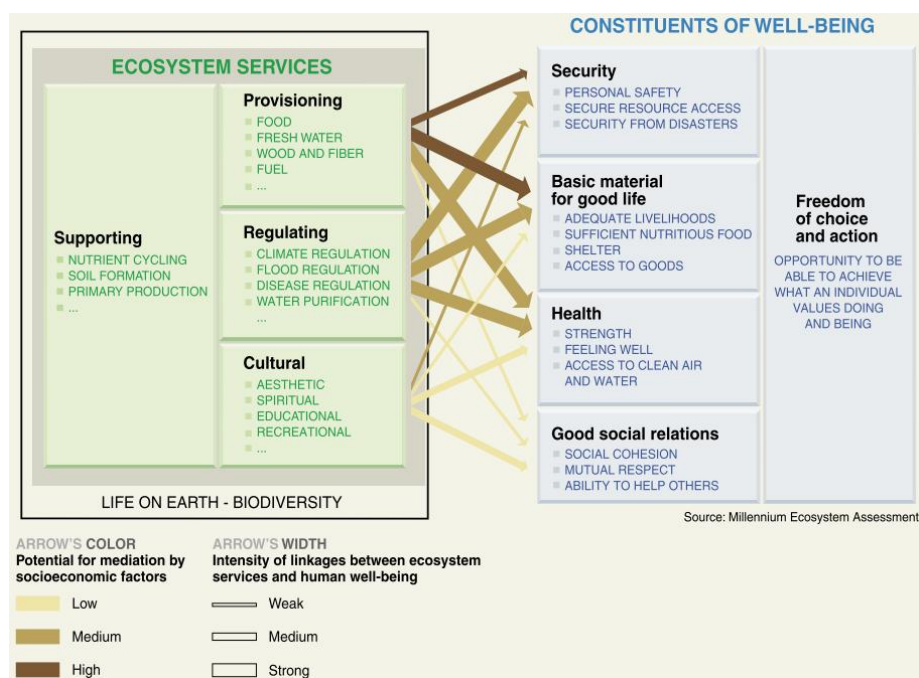 CONSTITUENTS OF WELL-BEING
ECOSYSTEM SERVICES
Supporting
NUTRIENT CYCLING
SOIL FORMATION
PRIMARY PRODUCTION
...
Provisioning
FOOD
FRESH WATER
WOOD AND FIBER
FUEL
...
Regulating
CLIMATE REGULATION
FLOOD REGULATION
DISEASE REGULATION
WATER PURIFICATION
...
Cultural
AESTHETIC
SPIRITUAL
EDUCATIONAL
RECREATIONAL
...
LIFE ON EARTH - BIODIVERSITY
Security
PERSONAL SAFETY
SECURE RESOURCE ACCESS
SECURITY FROM DISASTERS
Basic material
for good life
ADEQUATE LIVELIHOODS
SUFFICIENT NUTRITIOUS FOOD
SHELTER
ACCESS TO GOODS
Health
STRENGTH
FEELING WELL
ACCESS TO CLEAN AIR
AND WATER
Good social relations
SOCIAL COHESION
MUTUAL RESPECT
ABILITY TO HELP OTHERS
Freedom
of choice
and action
OPPORTUNITY TO BE
ABLE TO ACHIEVE
WHAT AN INDIVIDUAL
VALUES DOING
AND BEING
Source: Millennium Ecosystem Assessment
ARROW'S COLOR
Potential for mediation by
socioeconomic factors
Low
Medium
High
ARROW'S WIDTH
Intensity of linkages between ecosystem
services and human well-being
Weak
Medium
Strong